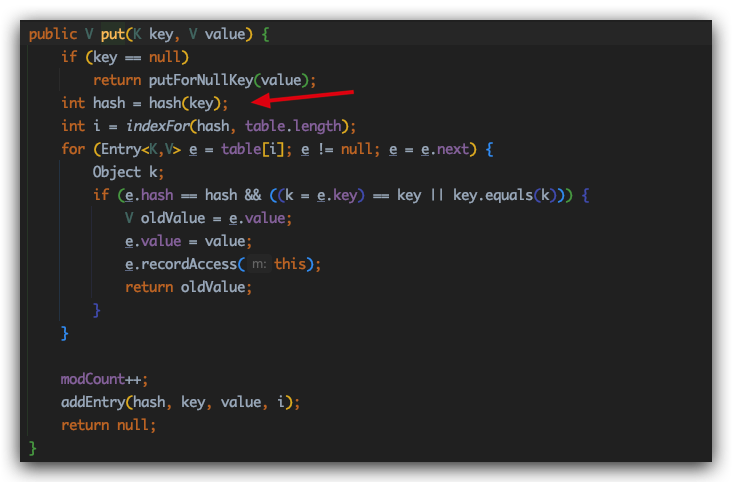 public V put(K key, V value) {
    if (key == null)
        return putForNullKey(value);
    int hash = hash(key);
    int i = indexFor(hash, table.length);
    for (Entry<K,V> e = table[i]; e != null; e = e.next) {
        Object k;
        if (e.hash == hash && ((k = e.key) == key || key.equals(k))) {
            V oldValue = e.value;
            e.value = value;
            e.recordAccess( m: this);
            return oldValue;
        }
    }

    modCount++;
    addEntry(hash, key, value, i);
    return null;
}